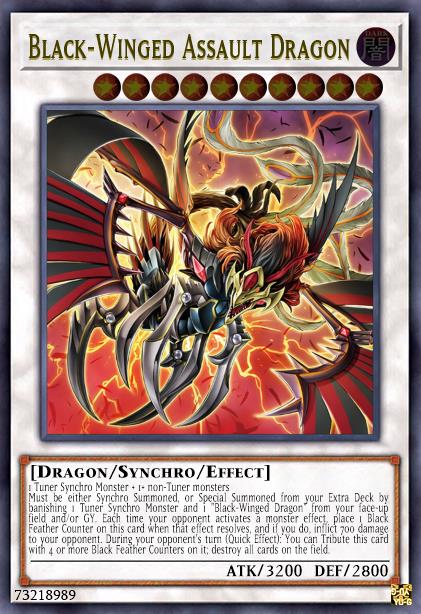 BLACK-WINGED ASSAULT DRAGON
DARK
闇
[DRAGON/SYNCHRO/EFFECT]
1 Tuner Synchro Monster + 1+ non-Tuner monsters
Must be either Synchro Summoned, or Special Summoned from your Extra Deck by
banishing 1 Tuner Synchro Monster and 1 "Black-Winged Dragon" from your face-up
field and/or GY. Each time your opponent activates a monster effect, place 1 Black
Feather Counter on this card when that effect resolves, and if you do, inflict 700 damage
to your opponent. During your opponent's turn (Quick Effect): You can Tribute this card
with 4 or more Black Feather Counters on it; destroy all cards on the field.
ATK/3200 DEF/2800
73218989